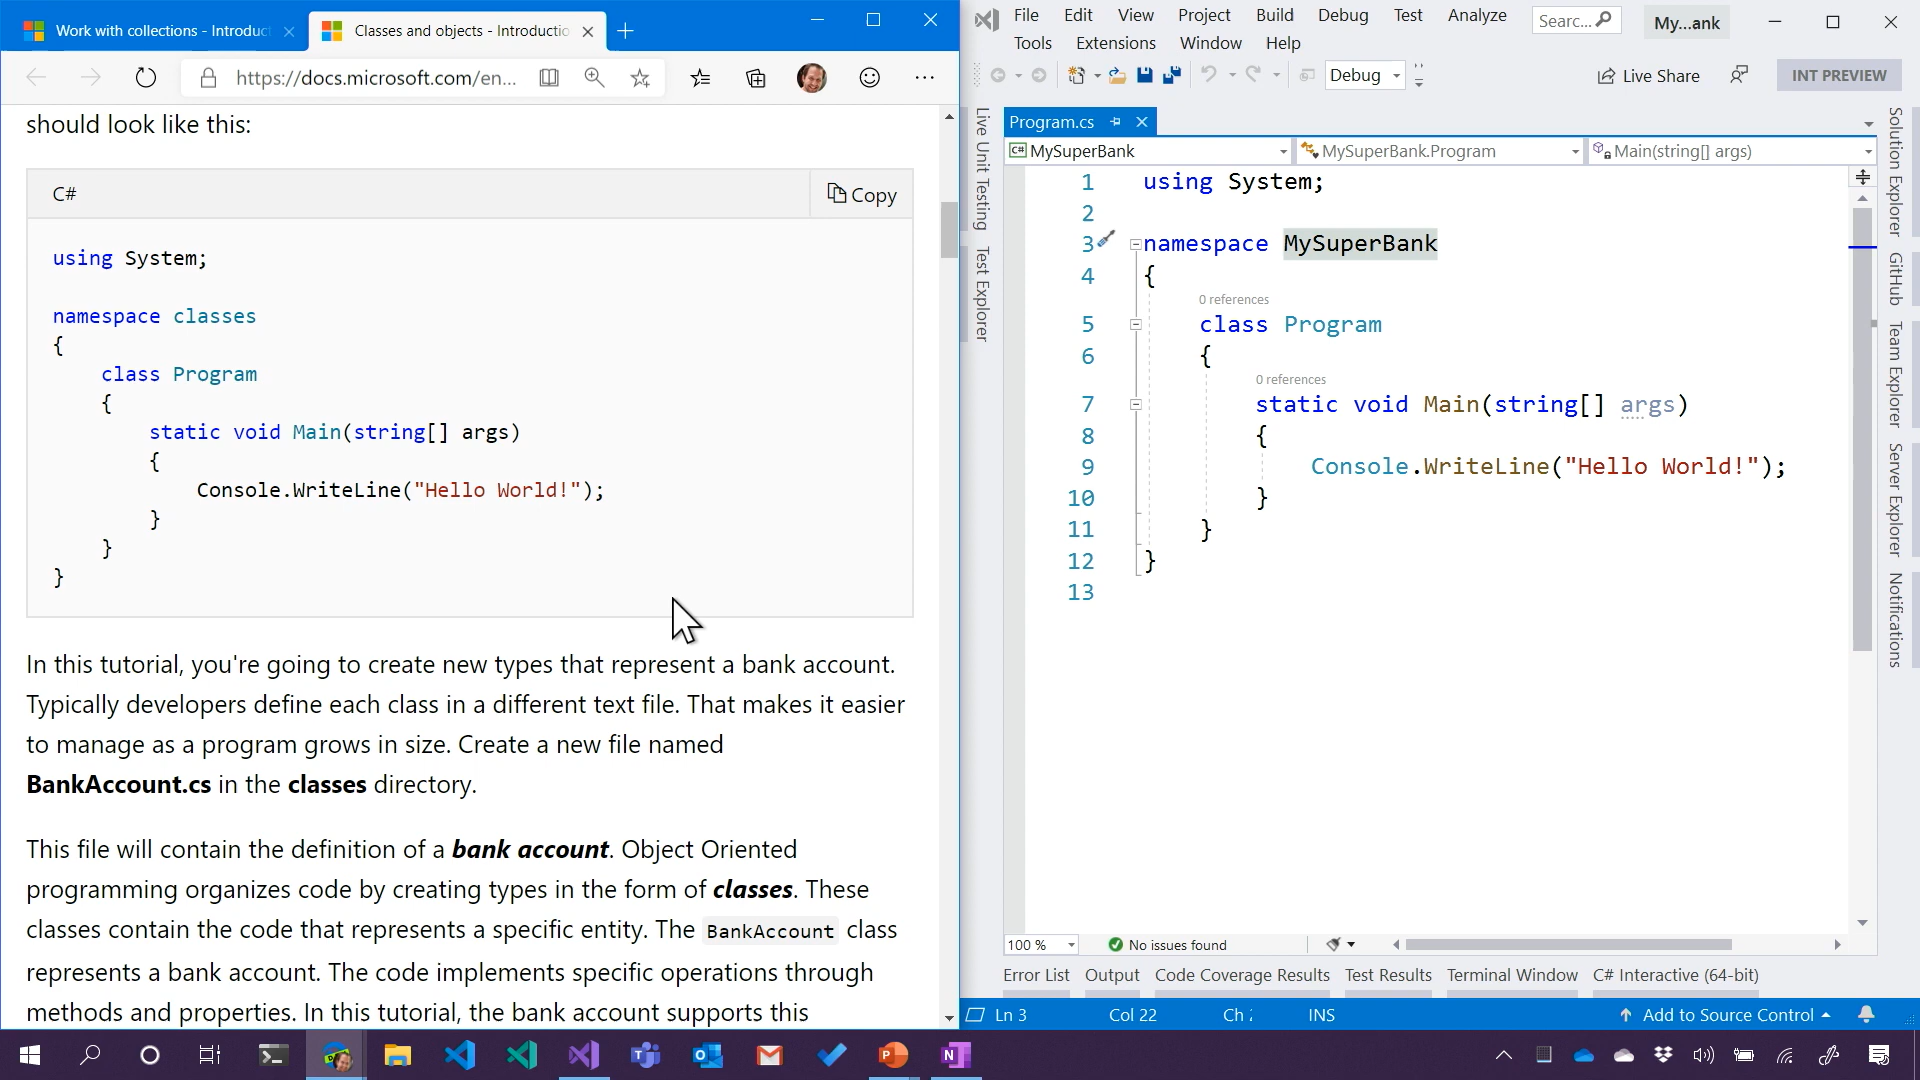 Work with collections - Introduc
Classes and objects - Introductio
https://docs.microsoft.com/en...
should look like this:
C#
Copy
using System;
namespace classes
{
class Program
{
static void Main(string[] args)
{
Console.WriteLine("Hello World!");
}
}
}
In this tutorial, you're going to create new types that represent a bank account.
Typically developers define each class in a different text file. That makes it easier
to manage as a program grows in size. Create a new file named
BankAccount.cs in the classes directory.
This file will contain the definition of a bank account. Object Oriented
programming organizes code by creating types in the form of classes. These
classes contain the code that represents a specific entity. The BankAccount class
represents a bank account. The code implements specific operations through
methods and properties. In this tutorial, the bank account supports this
File Edit View Project Build Debug Test Analyze
Tools Extensions Window Help
Searc...
My...ank
Debug
Live Share
INT PREVIEW
Live Unit Testing
Test Explorer
Program.cs
C# MySuperBank
MySuperBank.Program
Main(string[] args)
1 using System;
2
3 namespace MySuperBank
4 {
0 references
5 class Program
6 {
0 references
7 static void Main(string[] args)
8 {
9 Console.WriteLine("Hello World!");
10 }
11 }
12 }
13
Solution Explorer
GitHub
Team Explorer
Server Explorer
Notifications
100 %
No issues found
Error List Output Code Coverage Results Test Results Terminal Window C# Interactive (64-bit)
Ln 3 Col 22 Ch INS
Add to Source Control